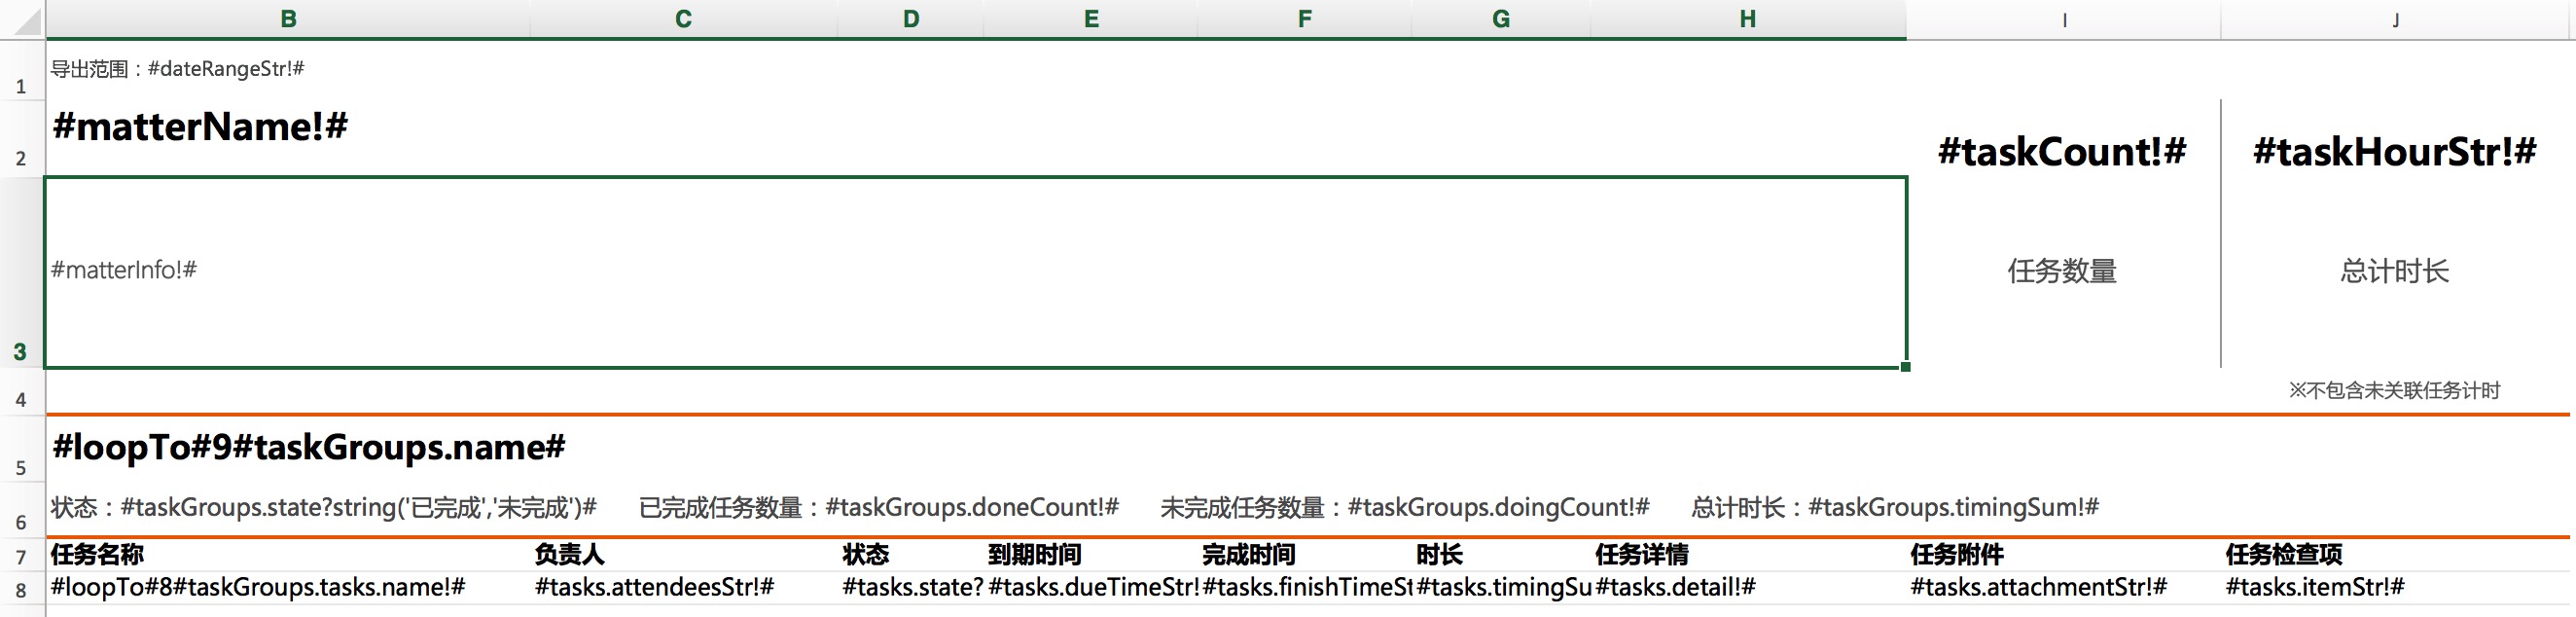 B C D E F G H I J
1 导出范围：#dateRangeStr!#
2 #matterName!# #taskCount!# #taskHourStr!#
3 #matterInfo!# 任务数量 总计时长
4 ※不包含未关联任务计时
5 #loopTo#9#taskGroups.name#
6 状态：#taskGroups.state?string('已完成','未完成')# 已完成任务数量：#taskGroups.doneCount!# 未完成任务数量：#taskGroups.doingCount!# 总计时长：#taskGroups.timingSum!#
7 任务名称 负责人 状态 到期时间 完成时间 时长 任务详情 任务附件 任务检查项
8 #loopTo#8#taskGroups.tasks.name!# #tasks.attendeesStr!# #tasks.state? #tasks.dueTimeStr! #tasks.finishTimeSt #tasks.timingSu #tasks.detail!# #tasks.attachmentStr!# #tasks.itemStr!#